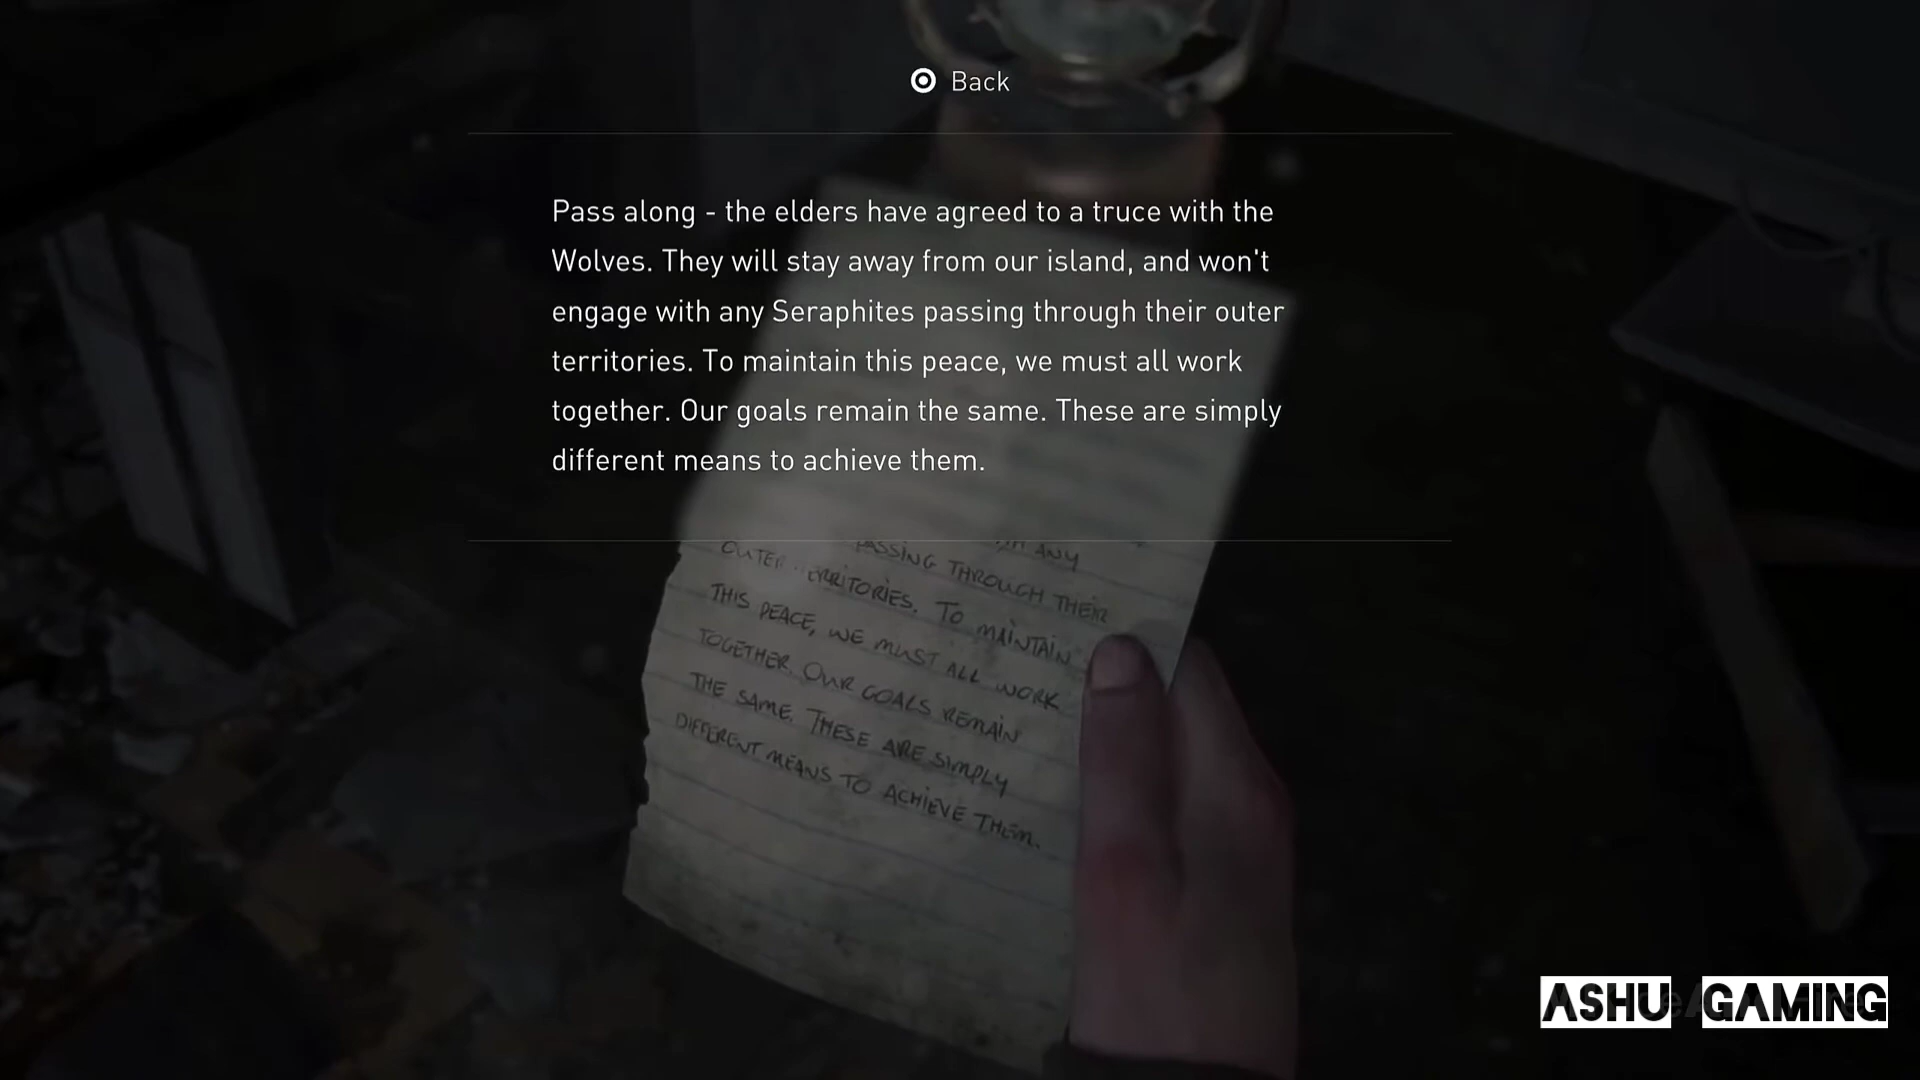 Back
Pass along - the elders have agreed to a truce with the
Wolves. They will stay away from our island, and won't
engage with any Seraphites passing through their outer
territories. To maintain this peace, we must all work
together. Our goals remain the same. These are simply
different means to achieve them.
ANY
PASSING THROUGH THEIR
OUTER TERRITORIES. TO MAINTAIN
THIS PEACE, WE MUST ALL WORK
TOGETHER. OUR GOALS REMAIN
THE SAME. THESE ARE SIMPLY
DIFFERENT MEANS TO ACHIEVE THEM.
ASHU GAMING